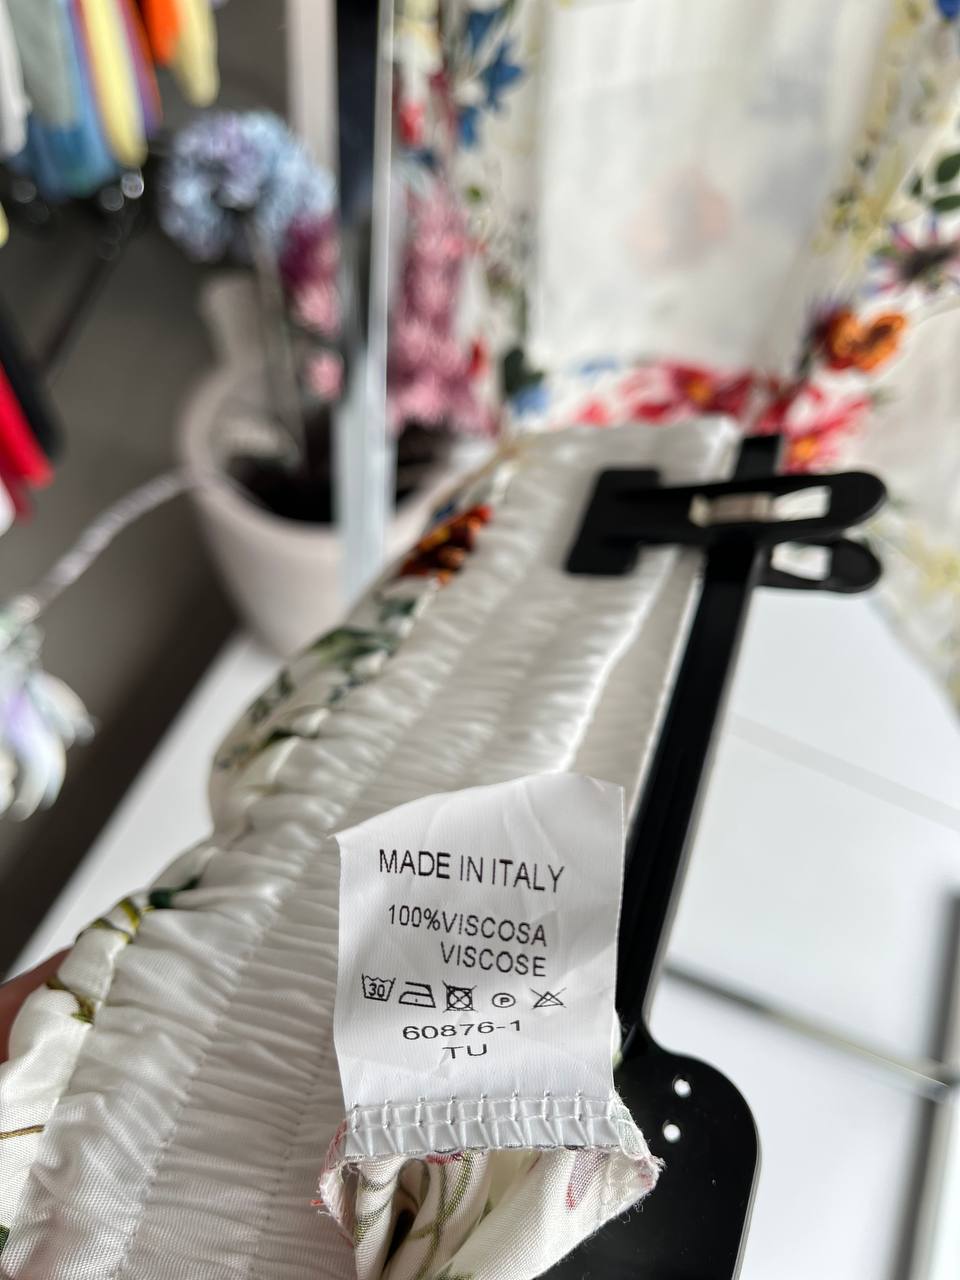 MADE IN ITALY
100%VISCOSA
VISCOSE
30 P
60876-1
TU